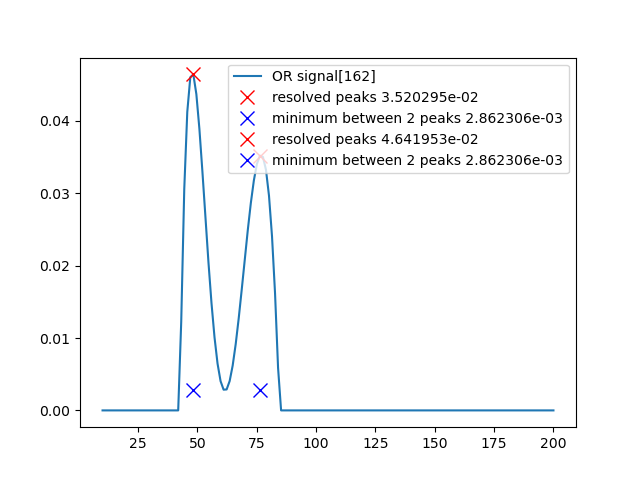 OR signal[162]
resolved peaks 3.520295e-02
minimum between 2 peaks 2.862306e-03
resolved peaks 4.641953e-02
minimum between 2 peaks 2.862306e-03
0.04
0.03
0.02
0.01
0.00
25 50 75 100 125 150 175 200